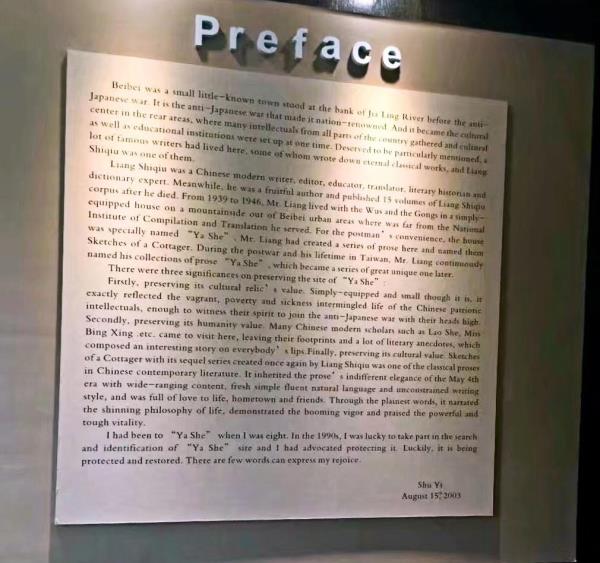 Preface
Beibei was a small little-known town stood at the bank of Jia Ling River before the anti-
Japanese war. It is the anti-Japanese war that made it nation-renowned. And it became the cultural
center in the rear areas, where many intellectuals from all parts of the country gathered and cultural
as well as educational institutions were set up at one time. Deserved to be particularly mentioned, a
lot of famous writers had lived here, some of whom wrote down eternal classical works, and Liang
Shiqiu was one of them.
Liang Shiqiu was a Chinese modern writer, editor, educator, translator, literary historian and
dictionary expert. Meanwhile, he was a fruitful author and published 15 volumes of Liang Shiqiu
corpus after he died. From 1939 to 1946, Mr. Liang lived with the Wus and the Gongs in a simply-
equipped house on a mountainside out of Beibei urban areas where was far from the National
Institute of Compilation and Translation he served. For the postman's convenience, the house
was specially named "Ya She". Mr. Liang had created a series of prose here and named them
Sketches of a Cottager. During the postwar and his lifetime in Taiwan, Mr. Liang continuously
named his collections of prose "Ya She", which became a series of great unique one later.
There were three significances on preserving the site of "Ya She":
Firstly, preserving its cultural relic's value. Simply-equipped and small though it is, it
exactly reflected the vagrant, poverty and sickness intermingled life of the Chinese patriotic
intellectuals, enough to witness their spirit to join the anti-Japanese war with their heads high.
Secondly, preserving its humanity value. Many Chinese modern scholars such as Lao She, Miss
Bing Xing .etc. came to visit here, leaving their footprints and a lot of literary anecdotes, which
composed an interesting story on everybody's lips.Finally, preserving its cultural value. Sketches
of a Cottager with its sequel series created once again by Liang Shiqiu was one of the classical proses
in Chinese contemporary literature. It inherited the prose's indifferent elegance of the May 4th
era with wide-ranging content, fresh simple fluent natural language and unconstrained writing
style, and was full of love to life, hometown and friends. Through the plainest words, it narrated
the shinning philosophy of life, demonstrated the booming vigor and praised the powerful and
tough vitality.
I had been to "Ya She" when I was eight. In the 1990s, I was lucky to take part in the search
and identification of "Ya She" site and I had advocated protecting it. Luckily, it is being
protected and restored. There are few words can express my rejoice.
Shu Yi
August 15th, 2003